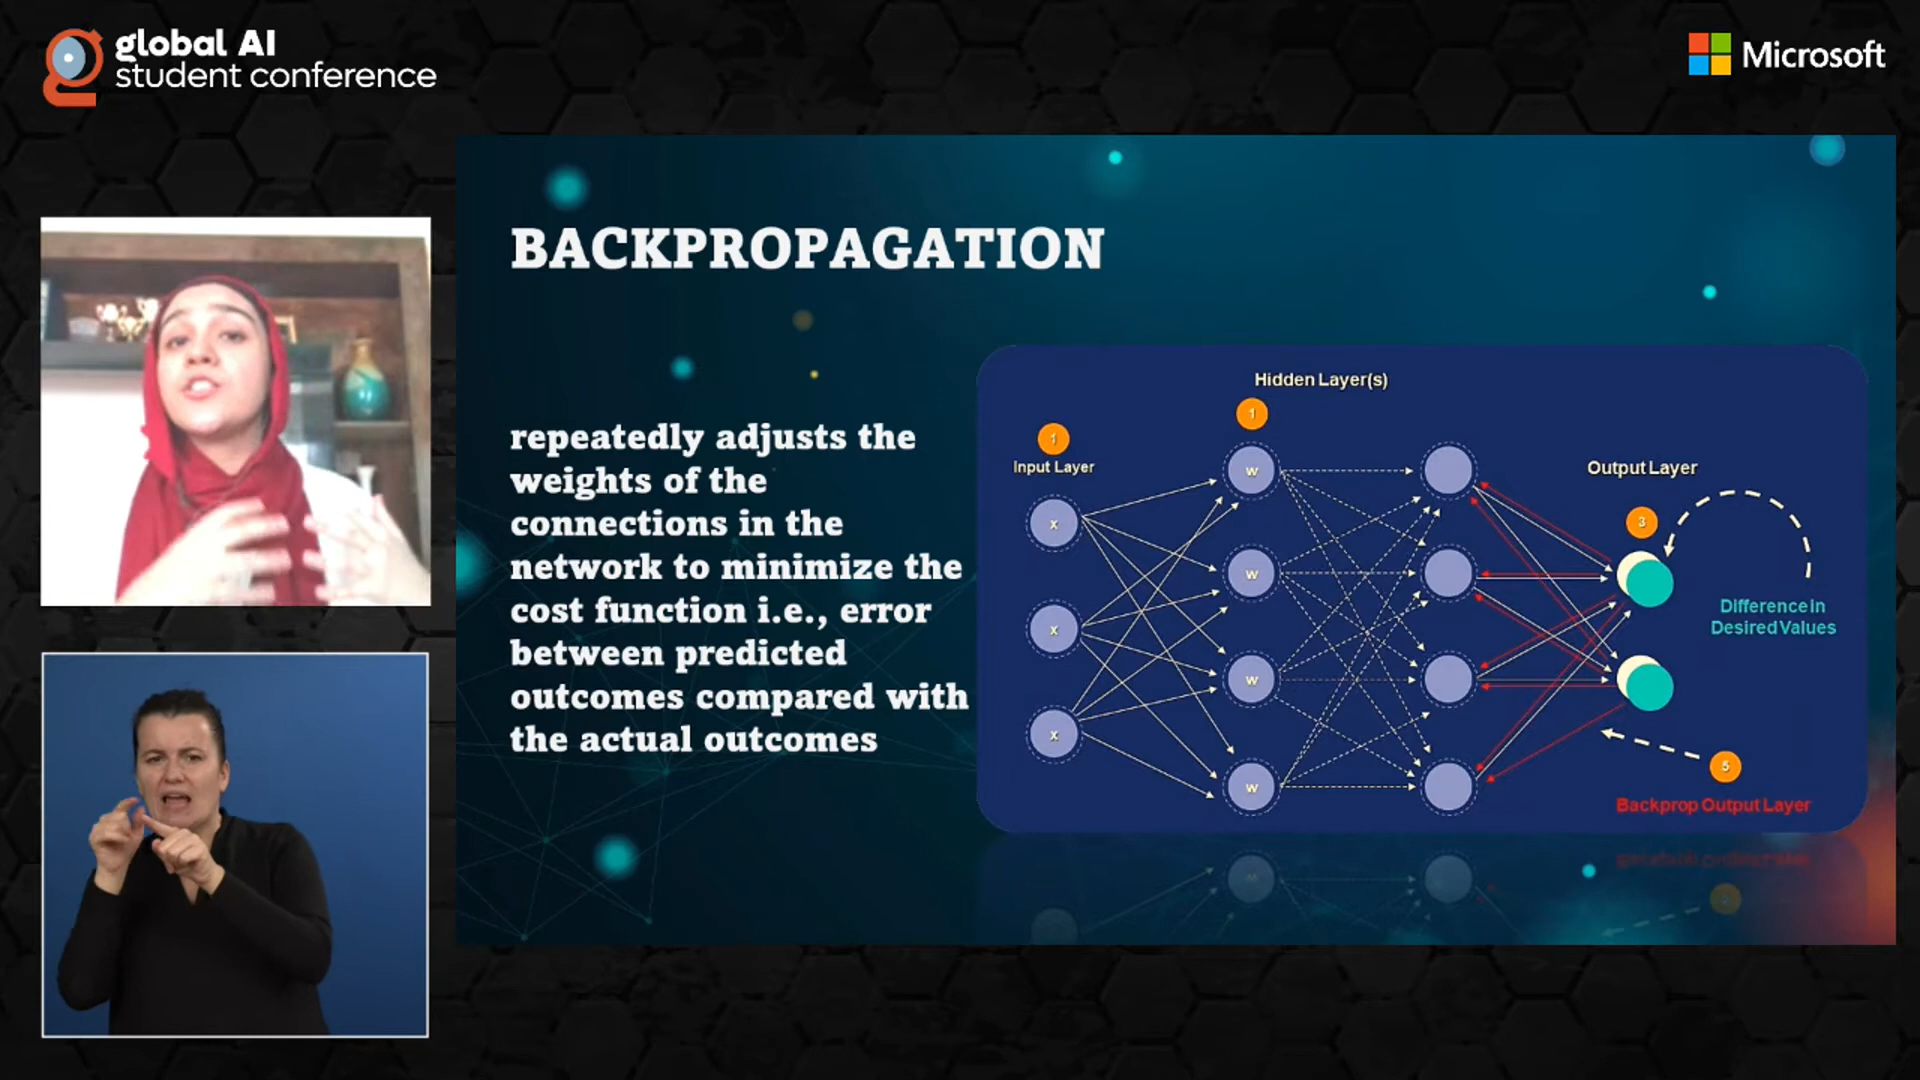 global AI
student conference
Microsoft
BACKPROPAGATION
repeatedly adjusts the
weights of the
connections in the
network to minimize the
cost function i.e., error
between predicted
outcomes compared with
the actual outcomes
Hidden Layer(s)
1
1
Input Layer
Output Layer
w
x
3
w
Difference in
Desired Values
x
w
x
5
w
Backprop Output Layer